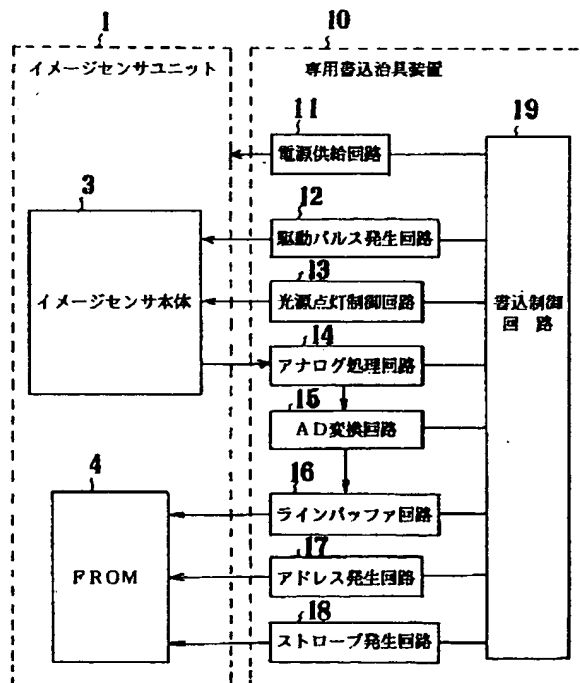 1
イメージセンサユニット
10
専用書込治具装置
11
電源供給回路
19
書込制御
回路
3
イメージセンサ本体
12
駆動パルス発生回路
13
光源点灯制御回路
14
アナログ処理回路
15
AD変換回路
4
FROM
16
ラインバッファ回路
17
アドレス発生回路
18
ストローブ発生回路